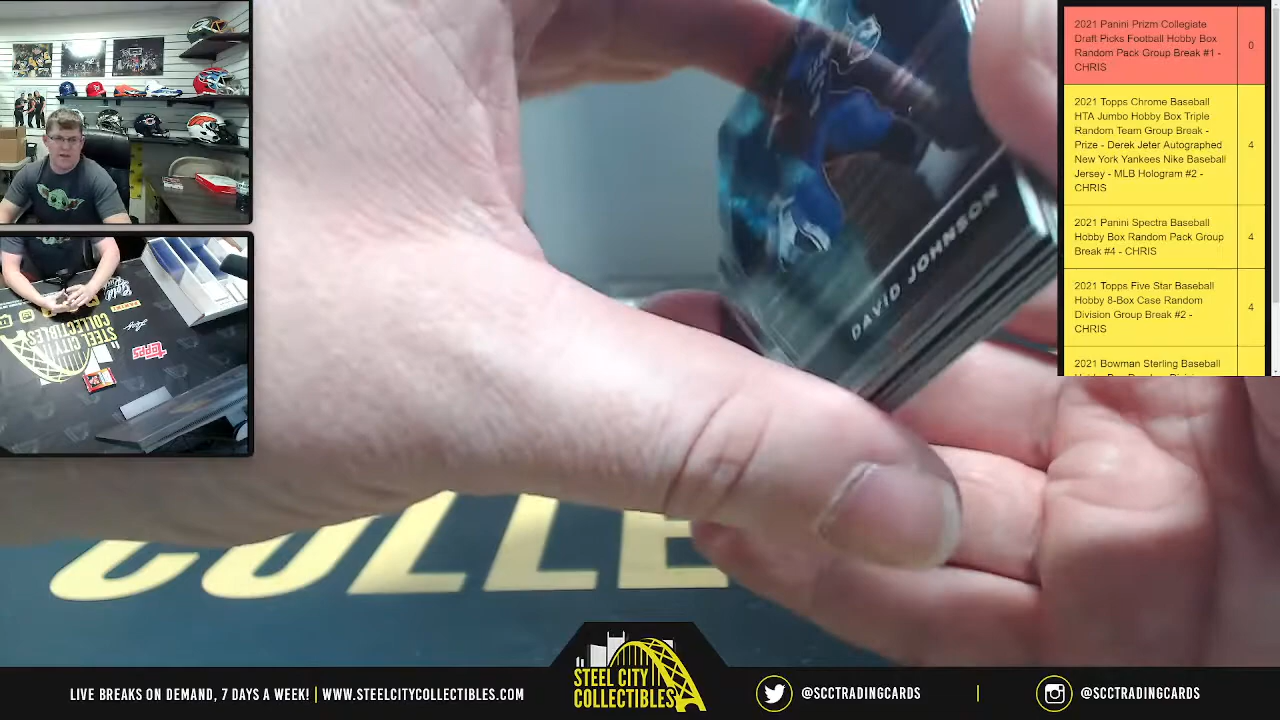 2021 Panini Prizm Collegiate
Draft Picks Football Hobby Box
Random Pack Group Break #1 -
CHRIS
0
2021 Topps Chrome Baseball
HTA Jumbo Hobby Box Triple
Random Team Group Break -
Prize - Derek Jeter Autographed
New York Yankees Nike Baseball
Jersey - MLB Hologram #2 -
CHRIS
4
2021 Panini Spectra Baseball
Hobby Box Random Pack Group
Break #4 - CHRIS
4
2021 Topps Five Star Baseball
Hobby 8-Box Case Random
Division Group Break #2 -
CHRIS
4
2021 Bowman Sterling Baseball
DAVID JOHNSON
STEEL CITY
COLLECTIBLES
Topps
COLLE
LIVE BREAKS ON DEMAND, 7 DAYS A WEEK! | WWW.STEELCITYCOLLECTIBLES.COM
STEEL CITY
COLLECTIBLES
@SCCTRADINGCARDS
@SCCTRADINGCARDS